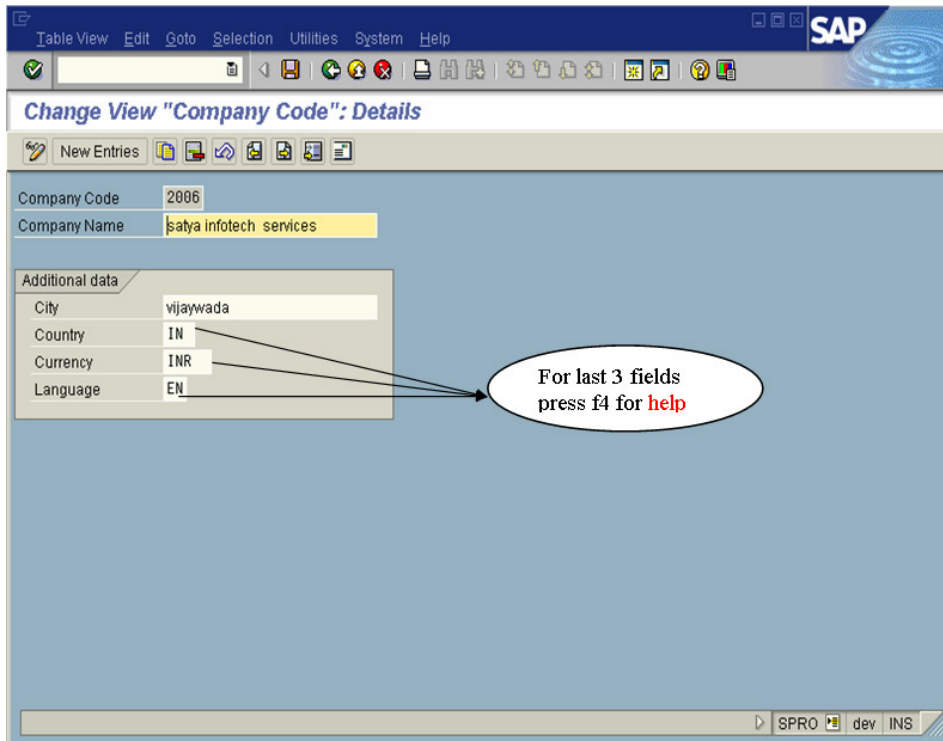 Table View Edit Goto Selection Utilities System Help
SAP
Change View "Company Code": Details
New Entries
Company Code 2006
Company Name satya infotech services
Additional data
City vijaywada
Country IN
Currency INR
Language EN
For last 3 fields
press f4 for help
SPRO dev INS